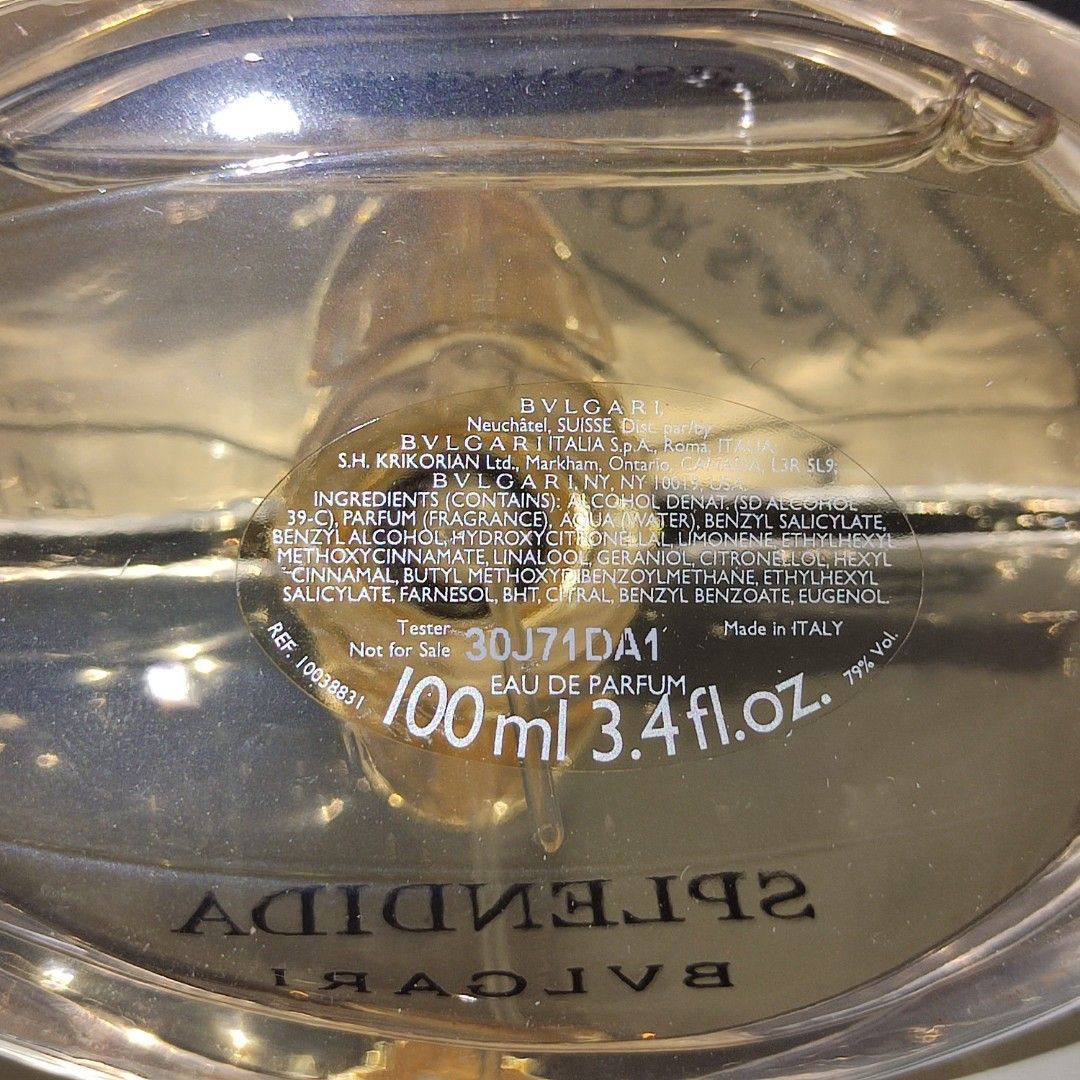 BVLGARI,
Neuchâtel, SUISSE. Dist. par/by:
BVLGARI ITALIA S.p.A., Roma, ITALIA;
S.H. KRIKORIAN Ltd., Markham, Ontario, CANADA, L3R 5L9;
BVLGARI, NY, NY 10019, USA.
INGREDIENTS (CONTAINS): ALCOHOL DENAT. (SD ALCOHOL
39-C), PARFUM (FRAGRANCE), AQUA (WATER), BENZYL SALICYLATE,
BENZYL ALCOHOL, HYDROXYCITRONELLAL, LIMONENE, ETHYLHEXYL
METHOXYCINNAMATE, LINALOOL, GERANIOL, CITRONELLOL, HEXYL
CINNAMAL, BUTYL METHOXYDIBENZOYLMETHANE, ETHYLHEXYL
SALICYLATE, FARNESOL, BHT, CITRAL, BENZYL BENZOATE, EUGENOL.
Tester
Not for Sale
30J71DA1
Made in ITALY
REF. 10038831
EAU DE PARFUM
79% Vol.
100 ml 3.4 fl.oz.
SPLENDIDA
BVLGARI